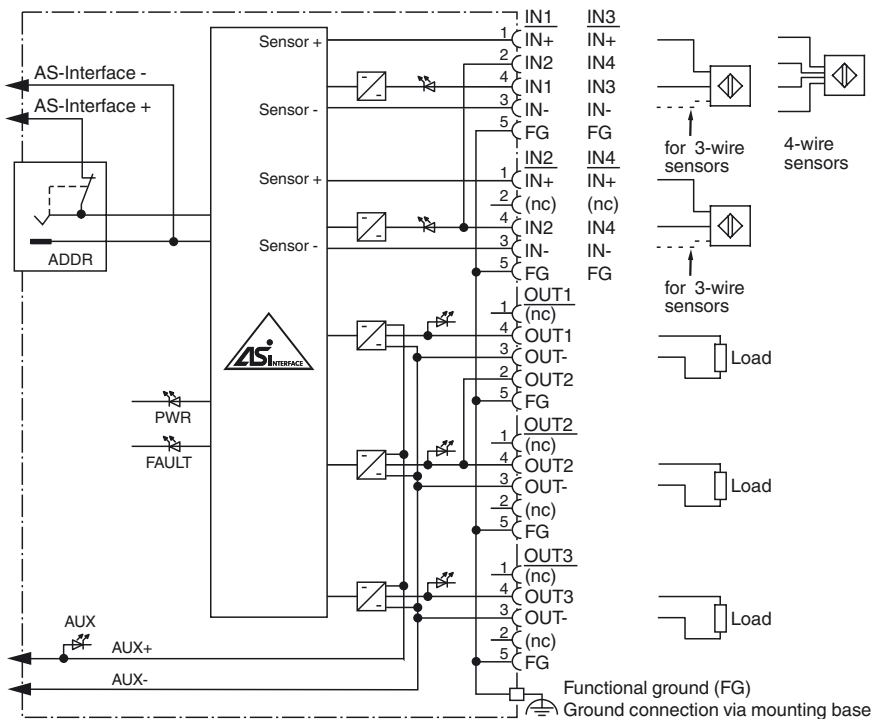 IN1 IN3
Sensor + 1 IN+ IN+
2 IN2 IN4
4 IN1 IN3
Sensor - 3 IN- IN-
5 FG FG
AS-Interface -
AS-Interface +
for 3-wire
sensors
4-wire
sensors
IN2 IN4
Sensor + 1 IN+ IN+
2 (nc) (nc)
4 IN2 IN4
Sensor - 3 IN- IN-
5 FG FG
ADDR
for 3-wire
sensors
OUT1
1 (nc)
4 OUT1
3 OUT-
2 OUT2
5 FG
Load
ASi INTERFACE
PWR
FAULT
OUT2
1 (nc)
4 OUT2
3 OUT-
2 (nc)
5 FG
Load
OUT3
1 (nc)
4 OUT3
3 OUT-
2 (nc)
5 FG
Load
AUX
AUX+
AUX-
Functional ground (FG)
Ground connection via mounting base